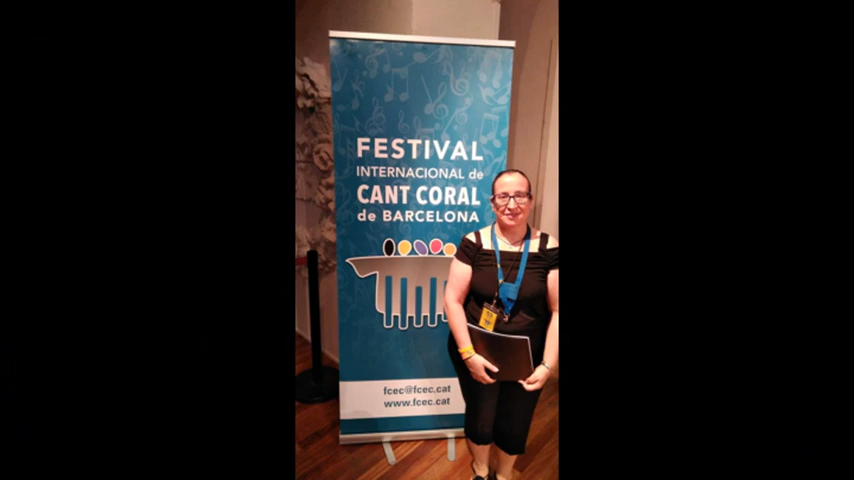 FESTIVAL
INTERNACIONAL de
CANT CORAL
de BARCELONA
fcec@fcec.cat
www.fcec.cat